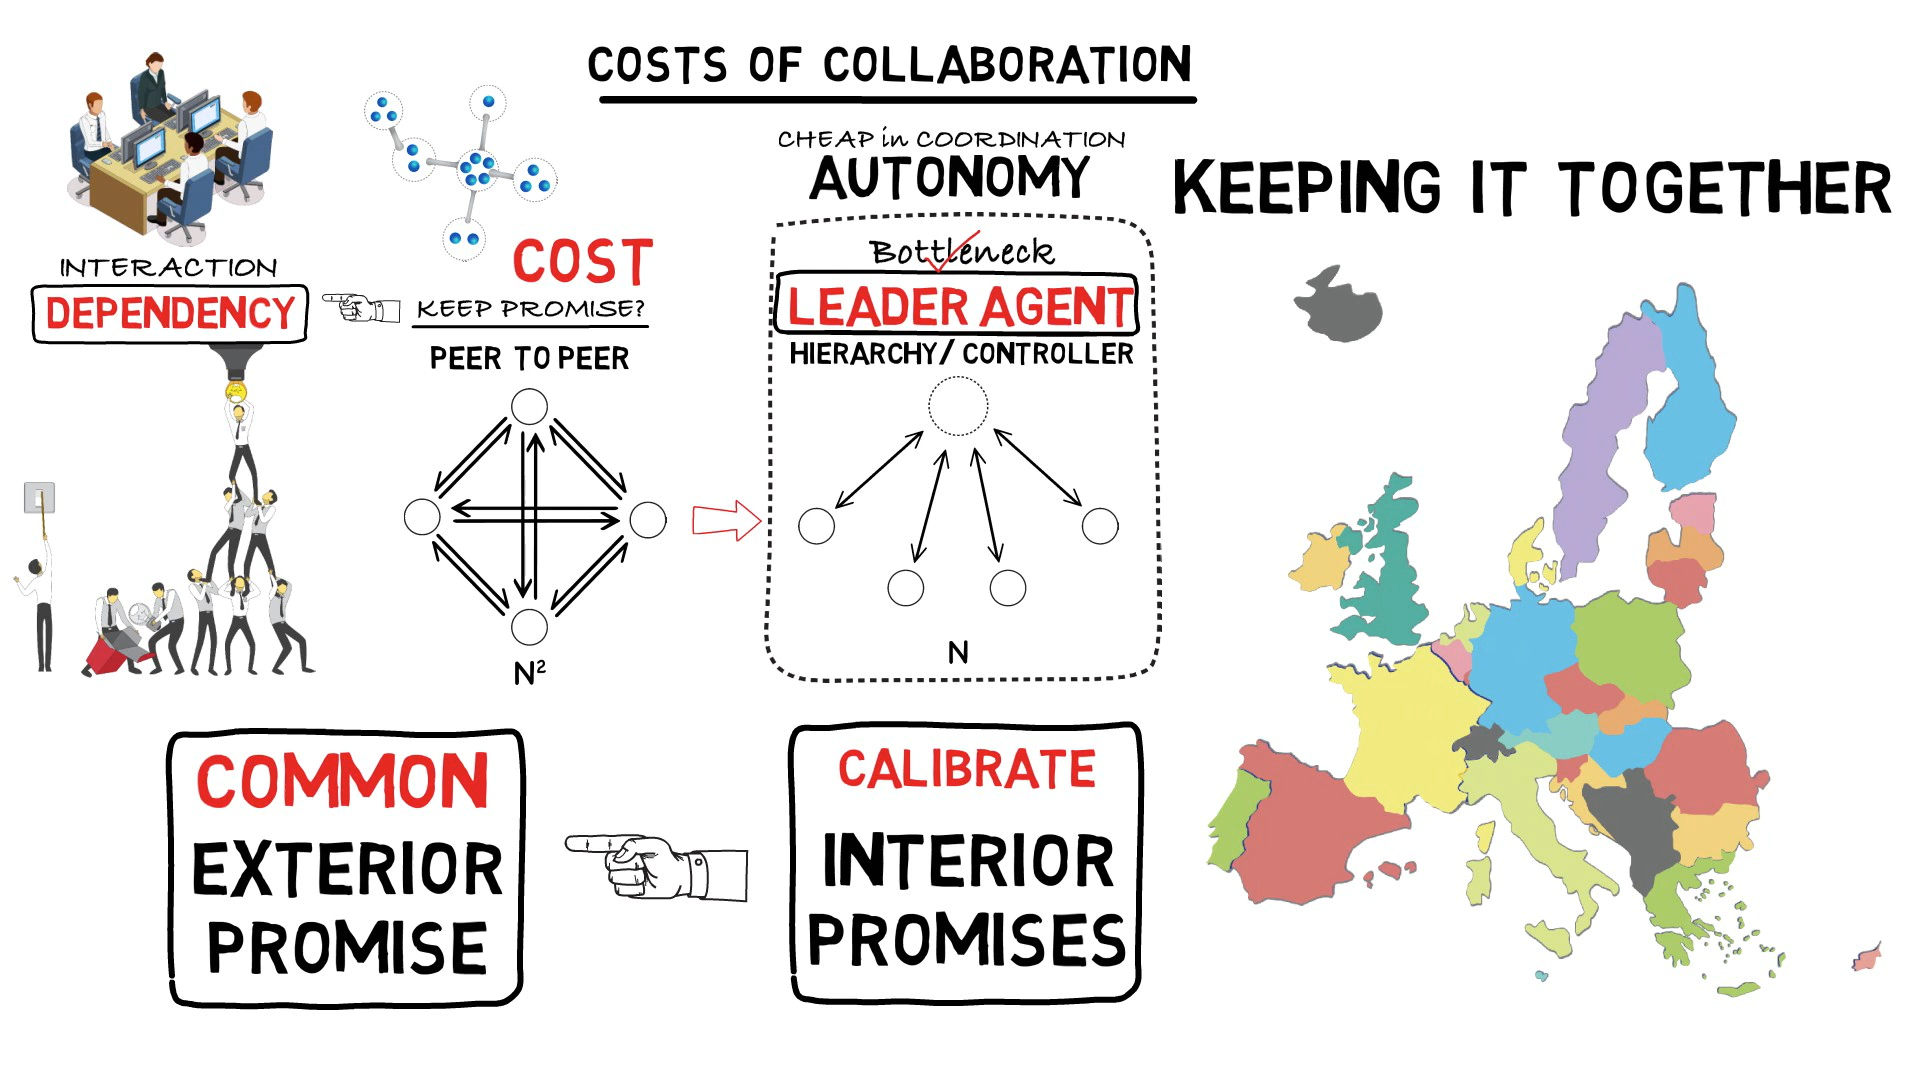 COSTS OF COLLABORATION
CHEAP in COORDINATION
AUTONOMY
KEEPING IT TOGETHER
INTERACTION
DEPENDENCY
COST
KEEP PROMISE?
PEER TO PEER
N²
Bottleneck
LEADER AGENT
HIERARCHY/ CONTROLLER
N
COMMON
EXTERIOR
PROMISE
CALIBRATE
INTERIOR
PROMISES